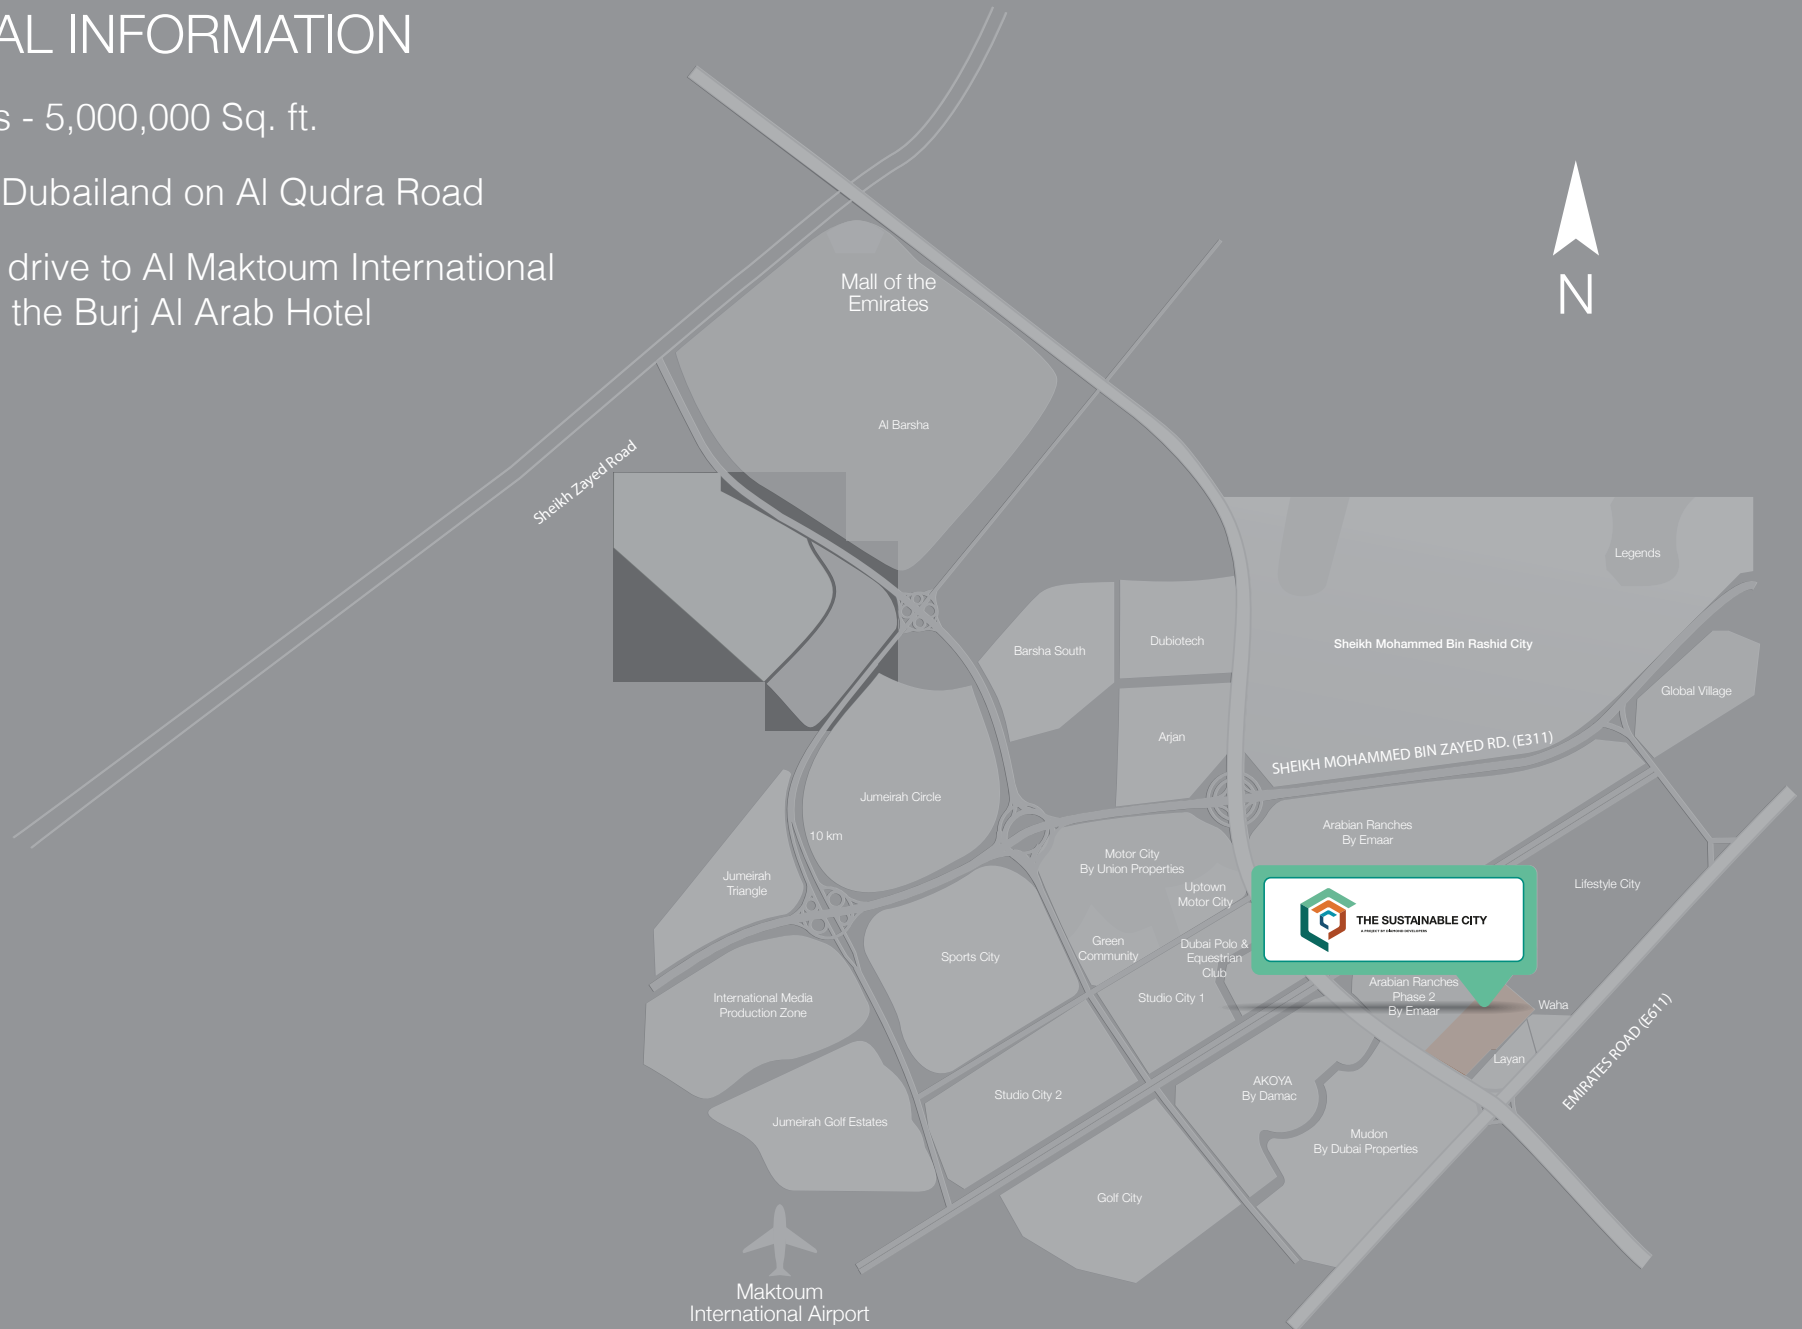 AL INFORMATION
s - 5,000,000 Sq. ft.
Dubailand on Al Qudra Road
drive to Al Maktoum International
the Burj Al Arab Hotel
N
Mall of the
Emirates
Al Barsha
Sheikh Zayed Road
Legends
Sheikh Mohammed Bin Rashid City
Barsha South
Dubiotech
Global Village
Arjan
SHEIKH MOHAMMED BIN ZAYED RD. (E311)
Jumeirah Circle
10 km
Arabian Ranches
By Emaar
Motor City
By Union Properties
Jumeirah
Triangle
Uptown
Motor City
Lifestyle City
THE SUSTAINABLE CITY
A PROJECT BY DIAMOND DEVELOPERS
Green
Community
Dubai Polo &
Equestrian
Club
Sports City
Arabian Ranches
Phase 2
By Emaar
International Media
Production Zone
Studio City 1
Waha
Layan
EMIRATES ROAD (E611)
AKOYA
By Damac
Studio City 2
Jumeirah Golf Estates
Mudon
By Dubai Properties
Golf City
Maktoum
International Airport